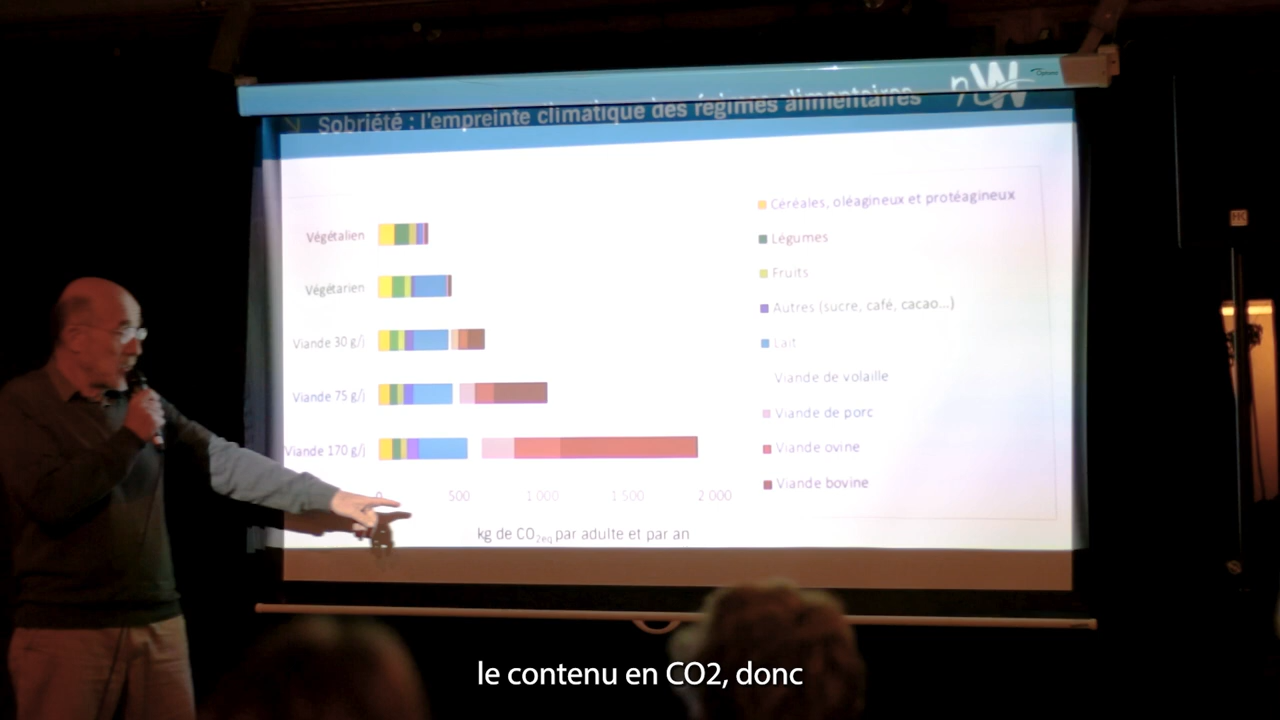 Sobriété : l'empreinte climatique des régimes alimentaires
nW
Végétalien
Végétarien
Viande 30 g/j
Viande 75 g/j
Viande 170 g/j
0 500 1 000 1 500 2 000
kg de CO2eq par adulte et par an
Céréales, oléagineux et protéagineux
Légumes
Fruits
Autres (sucre, café, cacao...)
Lait
Viande de volaille
Viande de porc
Viande ovine
Viande bovine
le contenu en CO2, donc